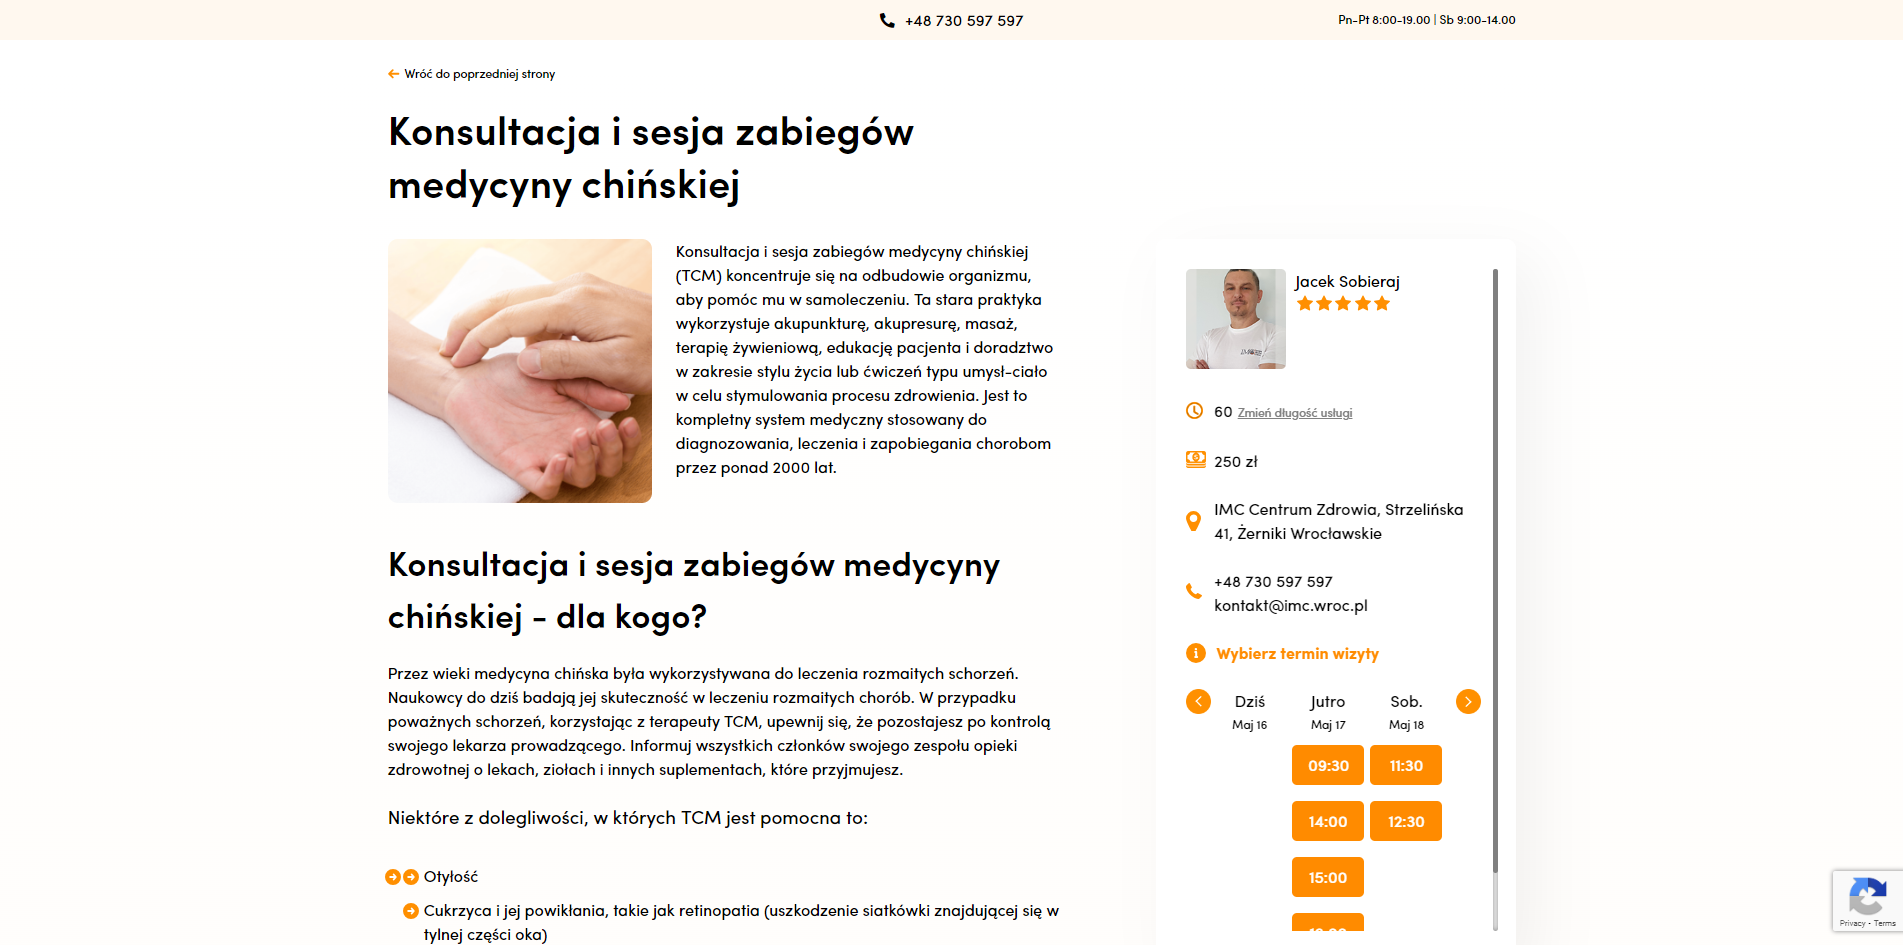 +48 730 597 597
Pn-Pt 8:00-19.00 | Sb 9:00-14.00
Wróć do poprzedniej strony
Konsultacja i sesja zabiegów
medycyny chińskiej
Konsultacja i sesja zabiegów medycyny chińskiej
(TCM) koncentruje się na odbudowie organizmu,
aby pomóc mu w samoleczeniu. Ta stara praktyka
wykorzystuje akupunkturę, akupresurę, masaż,
terapię żywieniową, edukację pacjenta i doradztwo
w zakresie stylu życia lub ćwiczeń typu umysł-ciało
w celu stymulowania procesu zdrowienia. Jest to
kompletny system medyczny stosowany do
diagnozowania, leczenia i zapobiegania chorobom
przez ponad 2000 lat.
Konsultacja i sesja zabiegów medycyny
chińskiej - dla kogo?
Przez wieki medycyna chińska była wykorzystywana do leczenia rozmaitych schorzeń.
Naukowcy do dziś badają jej skuteczność w leczeniu rozmaitych chorób. W przypadku
poważnych schorzeń, korzystając z terapeuty TCM, upewnij się, że pozostajesz po kontrolą
swojego lekarza prowadzącego. Informuj wszystkich członków swojego zespołu opieki
zdrowotnej o lekach, ziołach i innych suplementach, które przyjmujesz.
Niektóre z dolegliwości, w których TCM jest pomocna to:
Otyłość
Cukrzyca i jej powikłania, takie jak retinopatia (uszkodzenie siatkówki znajdującej się w
tylnej części oka)
Jacek Sobieraj
60 Zmień długość usługi
250 zł
IMC Centrum Zdrowia, Strzelińska
41, Żerniki Wrocławskie
+48 730 597 597
kontakt@imc.wroc.pl
Wybierz termin wizyty
Dziś Jutro Sob.
Maj 16 Maj 17 Maj 18
09:30 11:30
14:00 12:30
15:00
Privacy - Terms